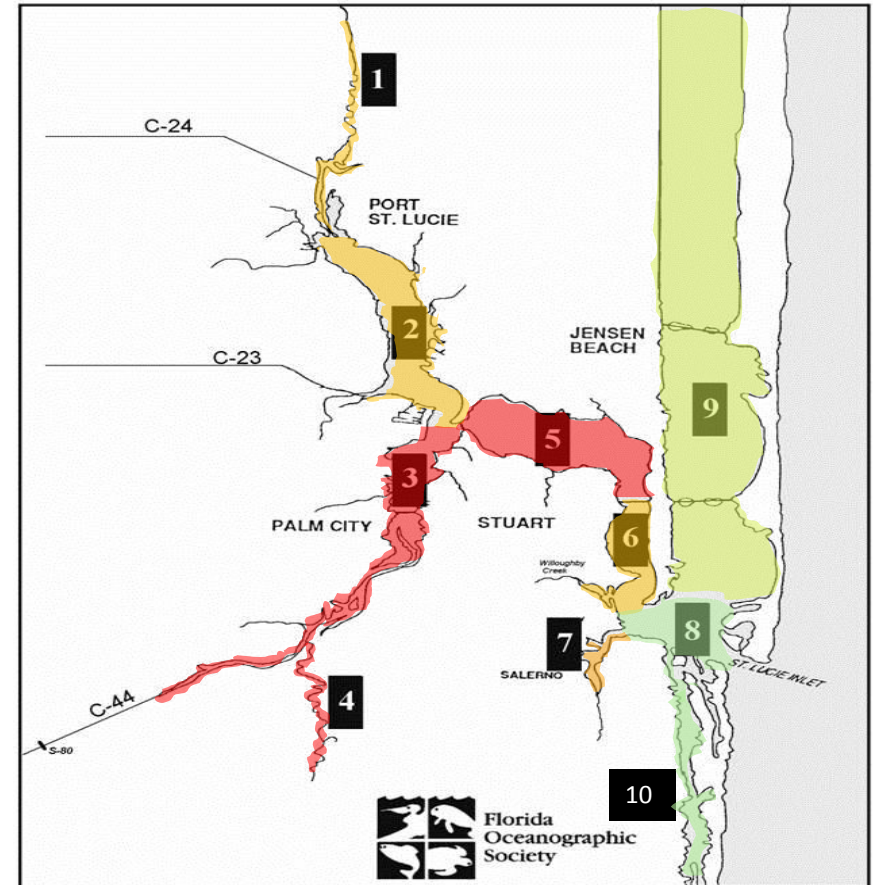 1
C-24
PORT
ST. LUCIE
2
JENSEN
BEACH
C-23
9
5
3
PALM CITY
STUART
6
Willoughby
Creek
7
8
SALERNO
ST. LUCIE INLET
4
C-44
S-80
10
Florida
Oceanographic
Society